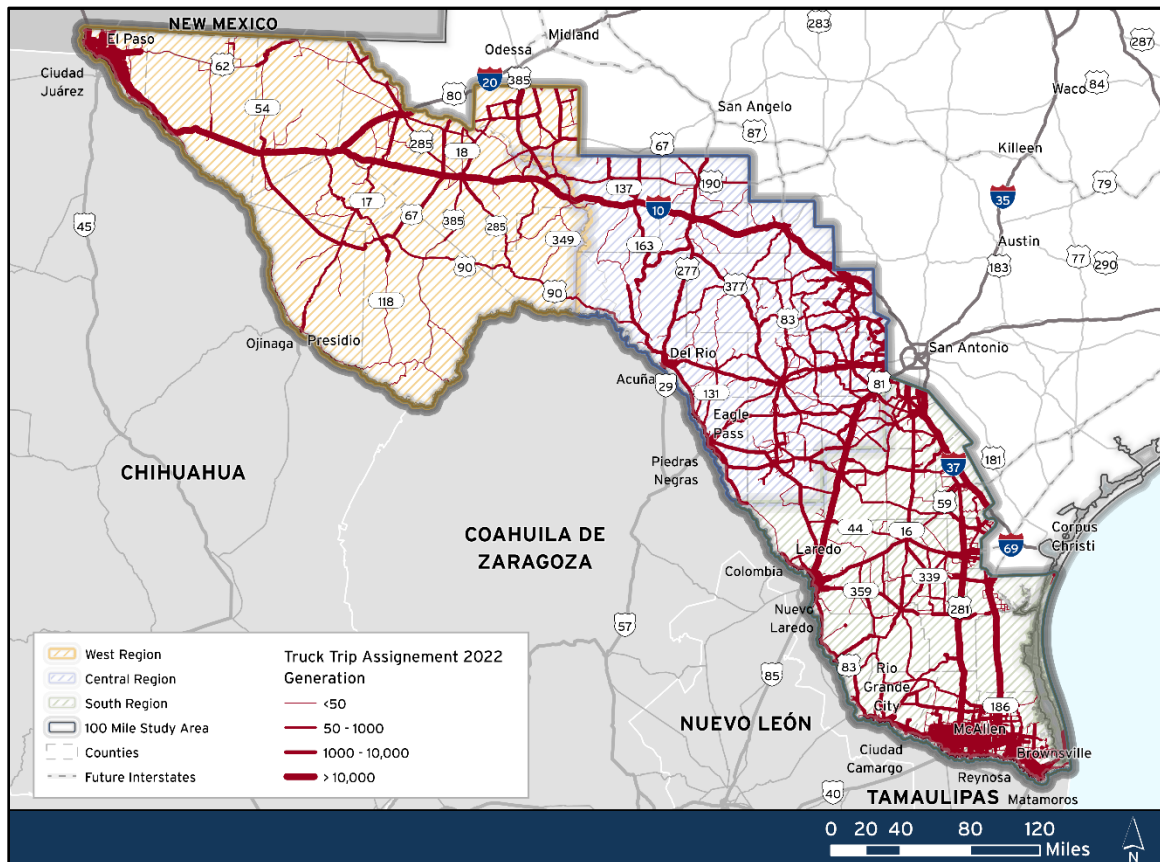 NEW MEXICO
El Paso
Ciudad
Juárez
62
54
45
Odessa
Midland
20
385
80
283
287
84
Waco
San Angelo
87
67
Killeen
79
35
Austin
183
77
290
285
18
17
67
385
285
349
90
90
118
Ojinaga
Presidio
137
190
10
163
277
377
83
Del Rio
Acuña
29
131
Eagle
Pass
Piedras
Negras
San Antonio
81
37
181
59
44
16
69
Corpus
Christi
Laredo
Colombia
359
339
281
Nuevo
Laredo
83
Rio
Grande
City
186
McAllen
Brownsville
Ciudad
Camargo
Reynosa
Matamoros
TAMAULIPAS
40
CHIHUAHUA
COAHUILA DE
ZARAGOZA
57
85
NUEVO LEÓN
West Region
Central Region
South Region
100 Mile Study Area
Counties
Future Interstates
Truck Trip Assignement 2022
Generation
<50
50 - 1000
1000 - 10,000
> 10,000
0 20 40 80 120
Miles
N